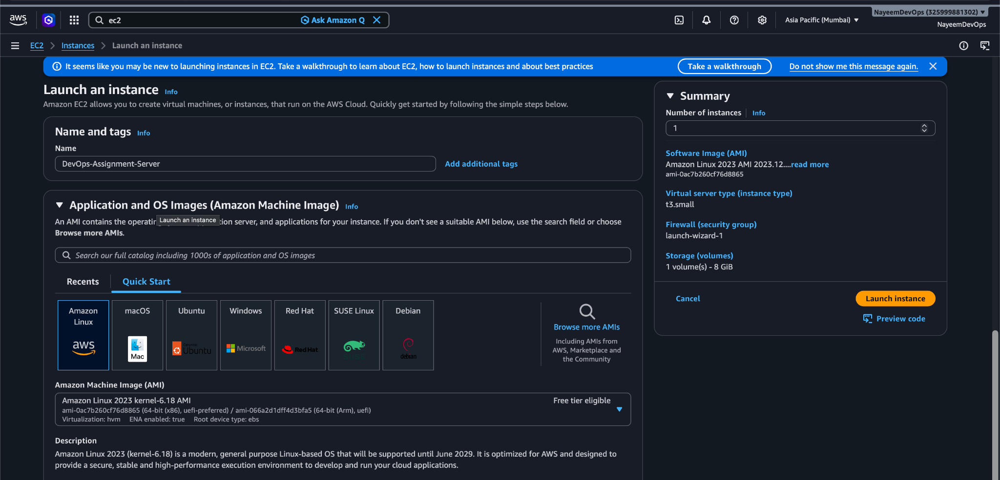 aws
ec2
Ask Amazon Q
Asia Pacific (Mumbai)
NayeemDevOps (325999881302)
NayeemDevOps
EC2
Instances
Launch an instance
It seems like you may be new to launching instances in EC2. Take a walkthrough to learn about EC2, how to launch instances and about best practices
Take a walkthrough
Do not show me this message again.
Launch an instance Info
Amazon EC2 allows you to create virtual machines, or instances, that run on the AWS Cloud. Quickly get started by following the simple steps below.
Name and tags Info
Name
DevOps-Assignment-Server
Add additional tags
Application and OS Images (Amazon Machine Image) Info
An AMI contains the operating
Launch an instance
tion server, and applications for your instance. If you don't see a suitable AMI below, use the search field or choose
Browse more AMIs.
Search our full catalog including 1000s of application and OS images
Recents
Quick Start
Amazon Linux
aws
macOS
Mac
Ubuntu
Canonical
Ubuntu
Windows
Microsoft
Red Hat
Red Hat
SUSE Linux
SUSE
Debian
debian
Browse more AMIs
Including AMIs from
AWS, Marketplace and
the Community
Amazon Machine Image (AMI)
Amazon Linux 2023 kernel-6.18 AMI
Free tier eligible
ami-0ac7b260cf76d8865 (64-bit (x86), uefi-preferred) / ami-066a2d1dff4d3bfa5 (64-bit (Arm), uefi)
Virtualization: hvm ENA enabled: true Root device type: ebs
Description
Amazon Linux 2023 (kernel-6.18) is a modern, general purpose Linux-based OS that will be supported until June 2029. It is optimized for AWS and designed to
provide a secure, stable and high-performance execution environment to develop and run your cloud applications.
Summary
Number of instances Info
1
Software Image (AMI)
Amazon Linux 2023 AMI 2023.12....read more
ami-0ac7b260cf76d8865
Virtual server type (instance type)
t3.small
Firewall (security group)
launch-wizard-1
Storage (volumes)
1 volume(s) - 8 GiB
Cancel
Launch instance
Preview code